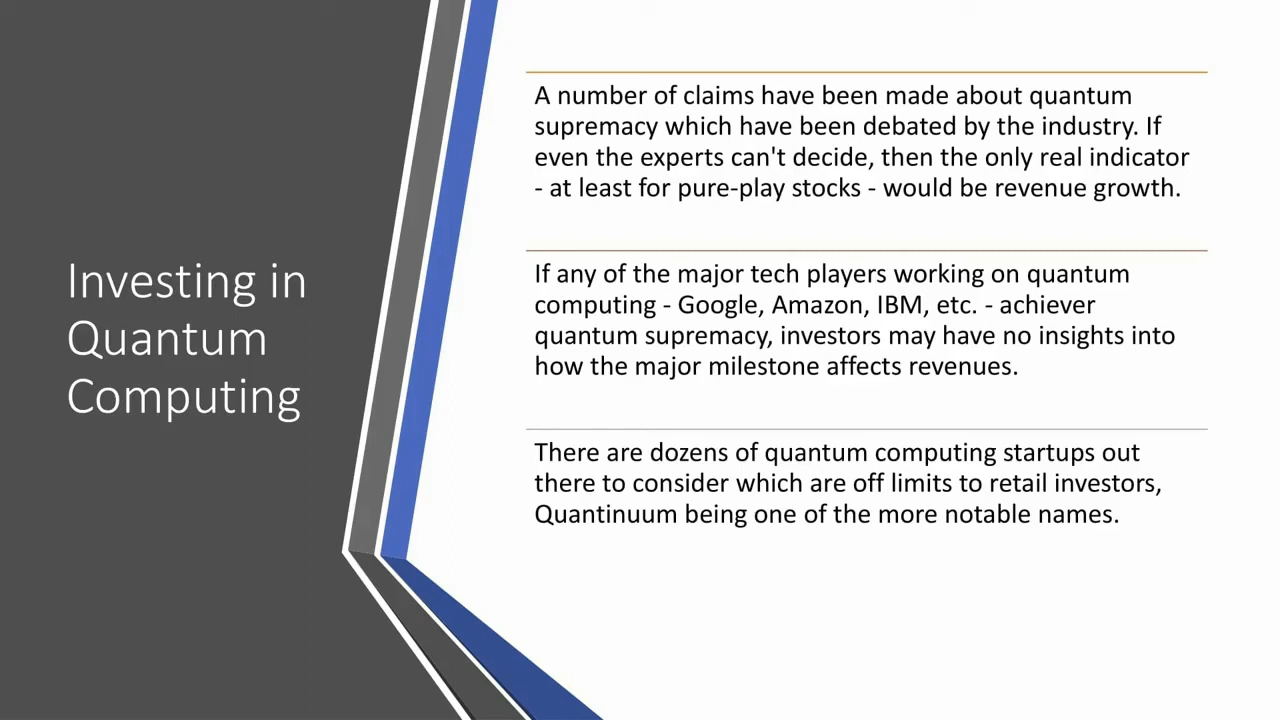 Investing in
Quantum
Computing
A number of claims have been made about quantum
supremacy which have been debated by the industry. If
even the experts can't decide, then the only real indicator
- at least for pure-play stocks - would be revenue growth.
If any of the major tech players working on quantum
computing - Google, Amazon, IBM, etc. - achiever
quantum supremacy, investors may have no insights into
how the major milestone affects revenues.
There are dozens of quantum computing startups out
there to consider which are off limits to retail investors,
Quantinuum being one of the more notable names.